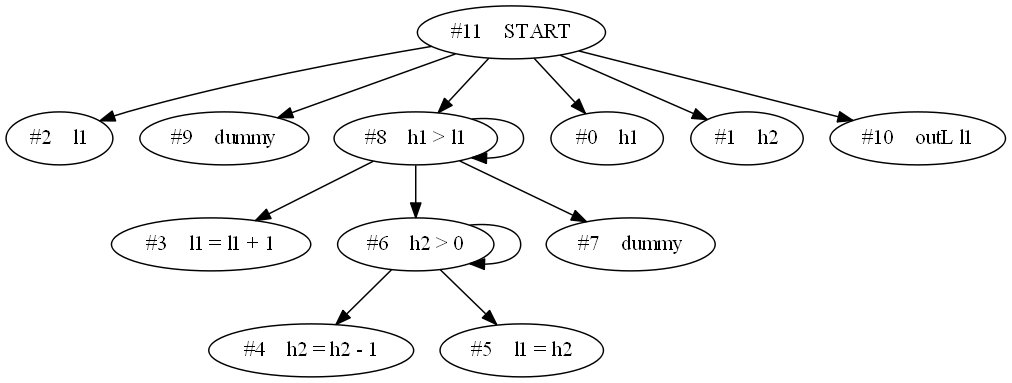 #11 START
#2 l1
#9 dummy
#8 h1 > l1
#0 h1
#1 h2
#10 outL l1
#3 l1 = l1 + 1
#6 h2 > 0
#7 dummy
#4 h2 = h2 - 1
#5 l1 = h2